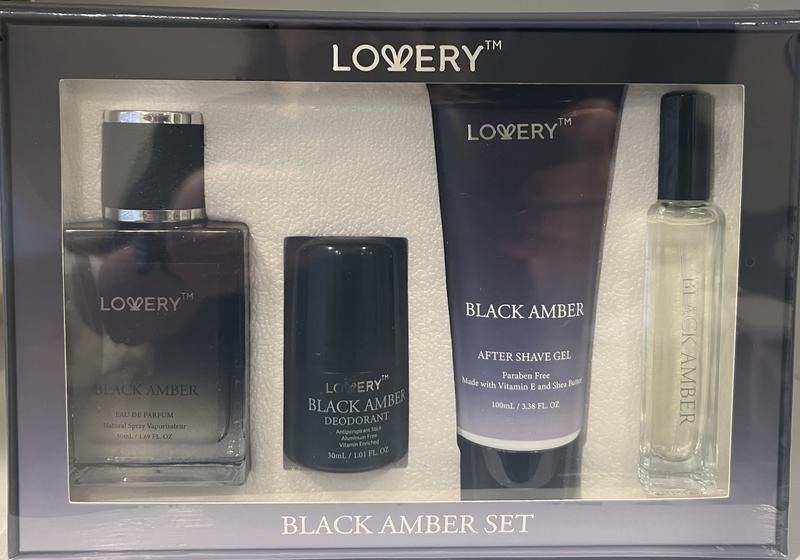 LOVERY™
LOVERY™
BLACK AMBER
EAU DE PARFUM
Natural Spray Vaporisateur
50mL / 1.69 FL. OZ
LOVERY™
BLACK AMBER
DEODORANT
Antiperspirant Stick
Aluminum Free
Vitamin Enriched
30mL / 1.01 FL. OZ
LOVERY™
BLACK AMBER
AFTER SHAVE GEL
Paraben Free
Made with Vitamin E and Shea Butter
100mL / 3.38 FL. OZ
BLACK AMBER
BLACK AMBER SET